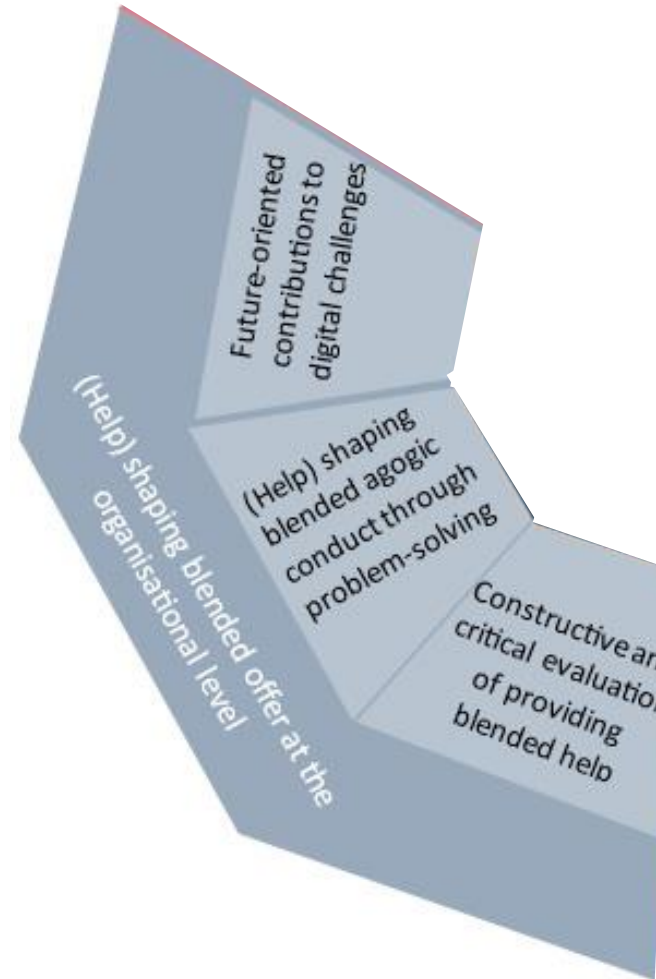 Future-oriented
contributions to
digital challenges
(Help) shaping
blended agogic
conduct through
problem-solving
Constructive an
critical evaluation
of providing
blended help
(Help) shaping blended offer at the
organisational level